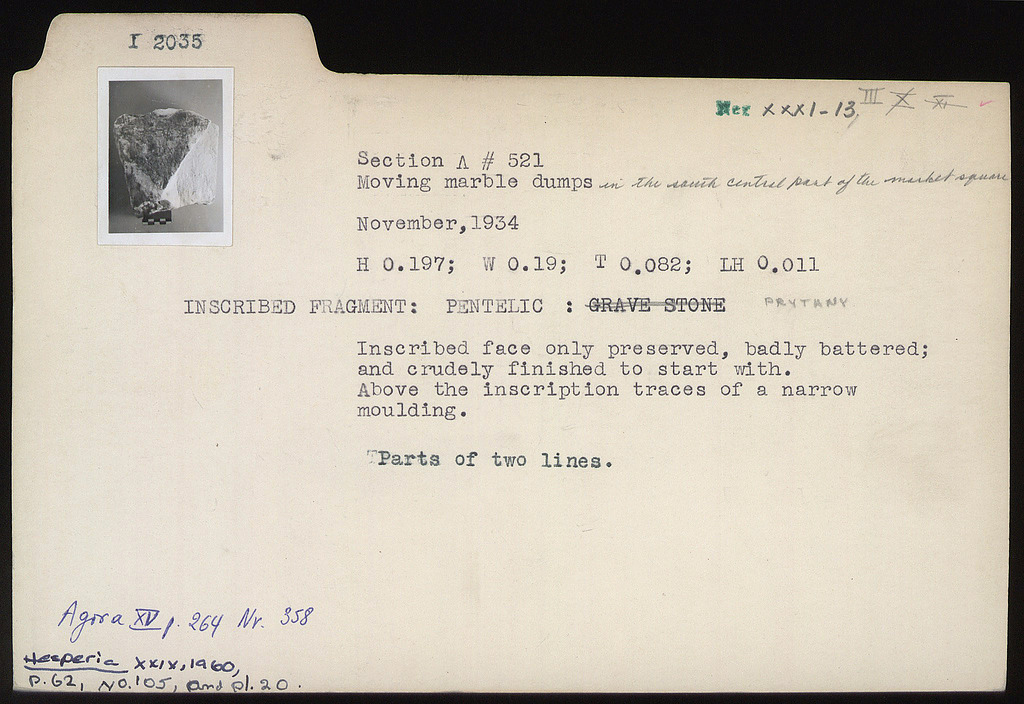 I 2035
Neg XXXI-13, III X XI
Section Λ # 521
Moving marble dumps in the south central part of the market square
November, 1934
H 0.197; W 0.19; T 0.082; LH 0.011
INSCRIBED FRAGMENT: PENTELIC : GRAVE STONE PRYTANY
Inscribed face only preserved, badly battered;
and crudely finished to start with.
Above the inscription traces of a narrow
moulding.
Parts of two lines.
Agora XV p. 264 Nr. 358
Hesperia XXIX, 1960,
P. 62, NO. 105, and pl. 20.